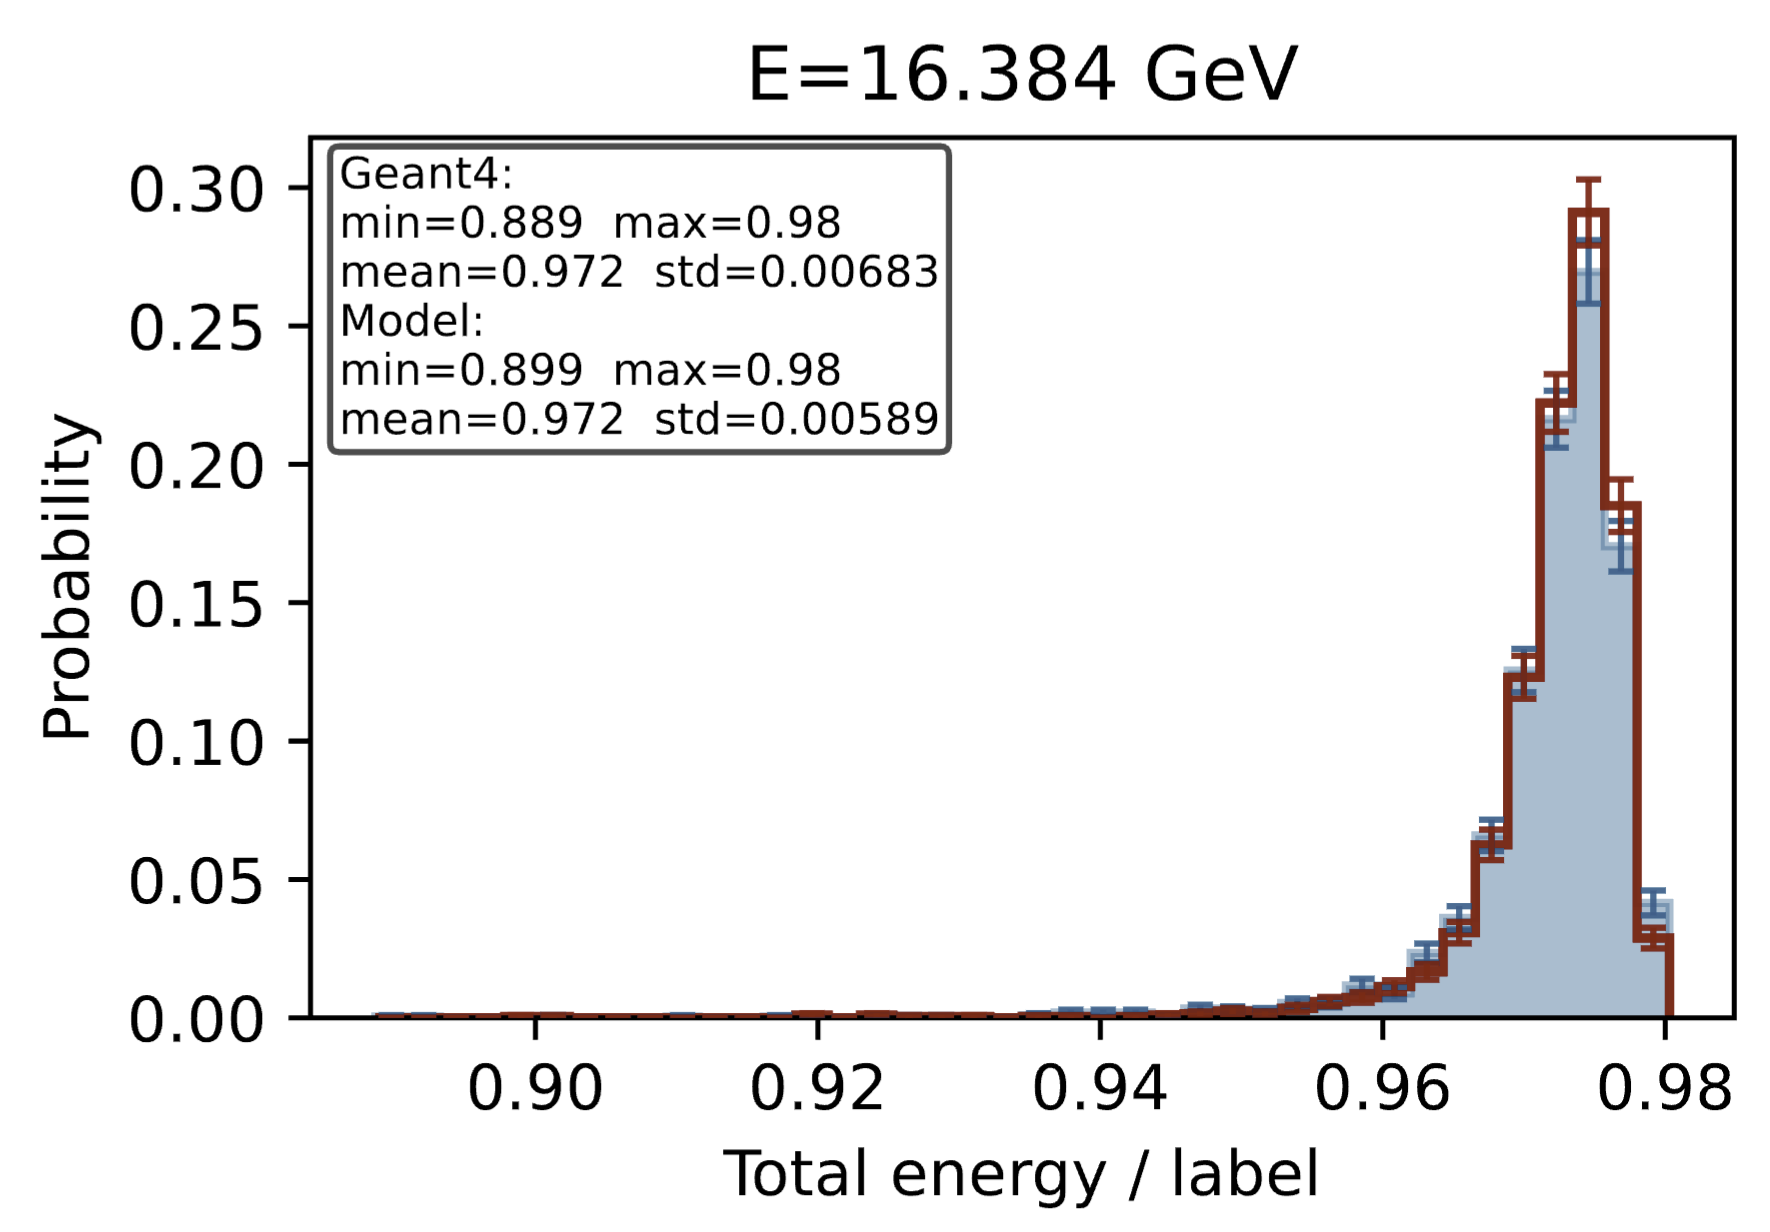 E=16.384 GeV
Geant4:
min=0.889 max=0.98
mean=0.972 std=0.00683
Model:
min=0.899 max=0.98
mean=0.972 std=0.00589
Probability
0.30
0.25
0.20
0.15
0.10
0.05
0.00
0.90 0.92 0.94 0.96 0.98
Total energy / label